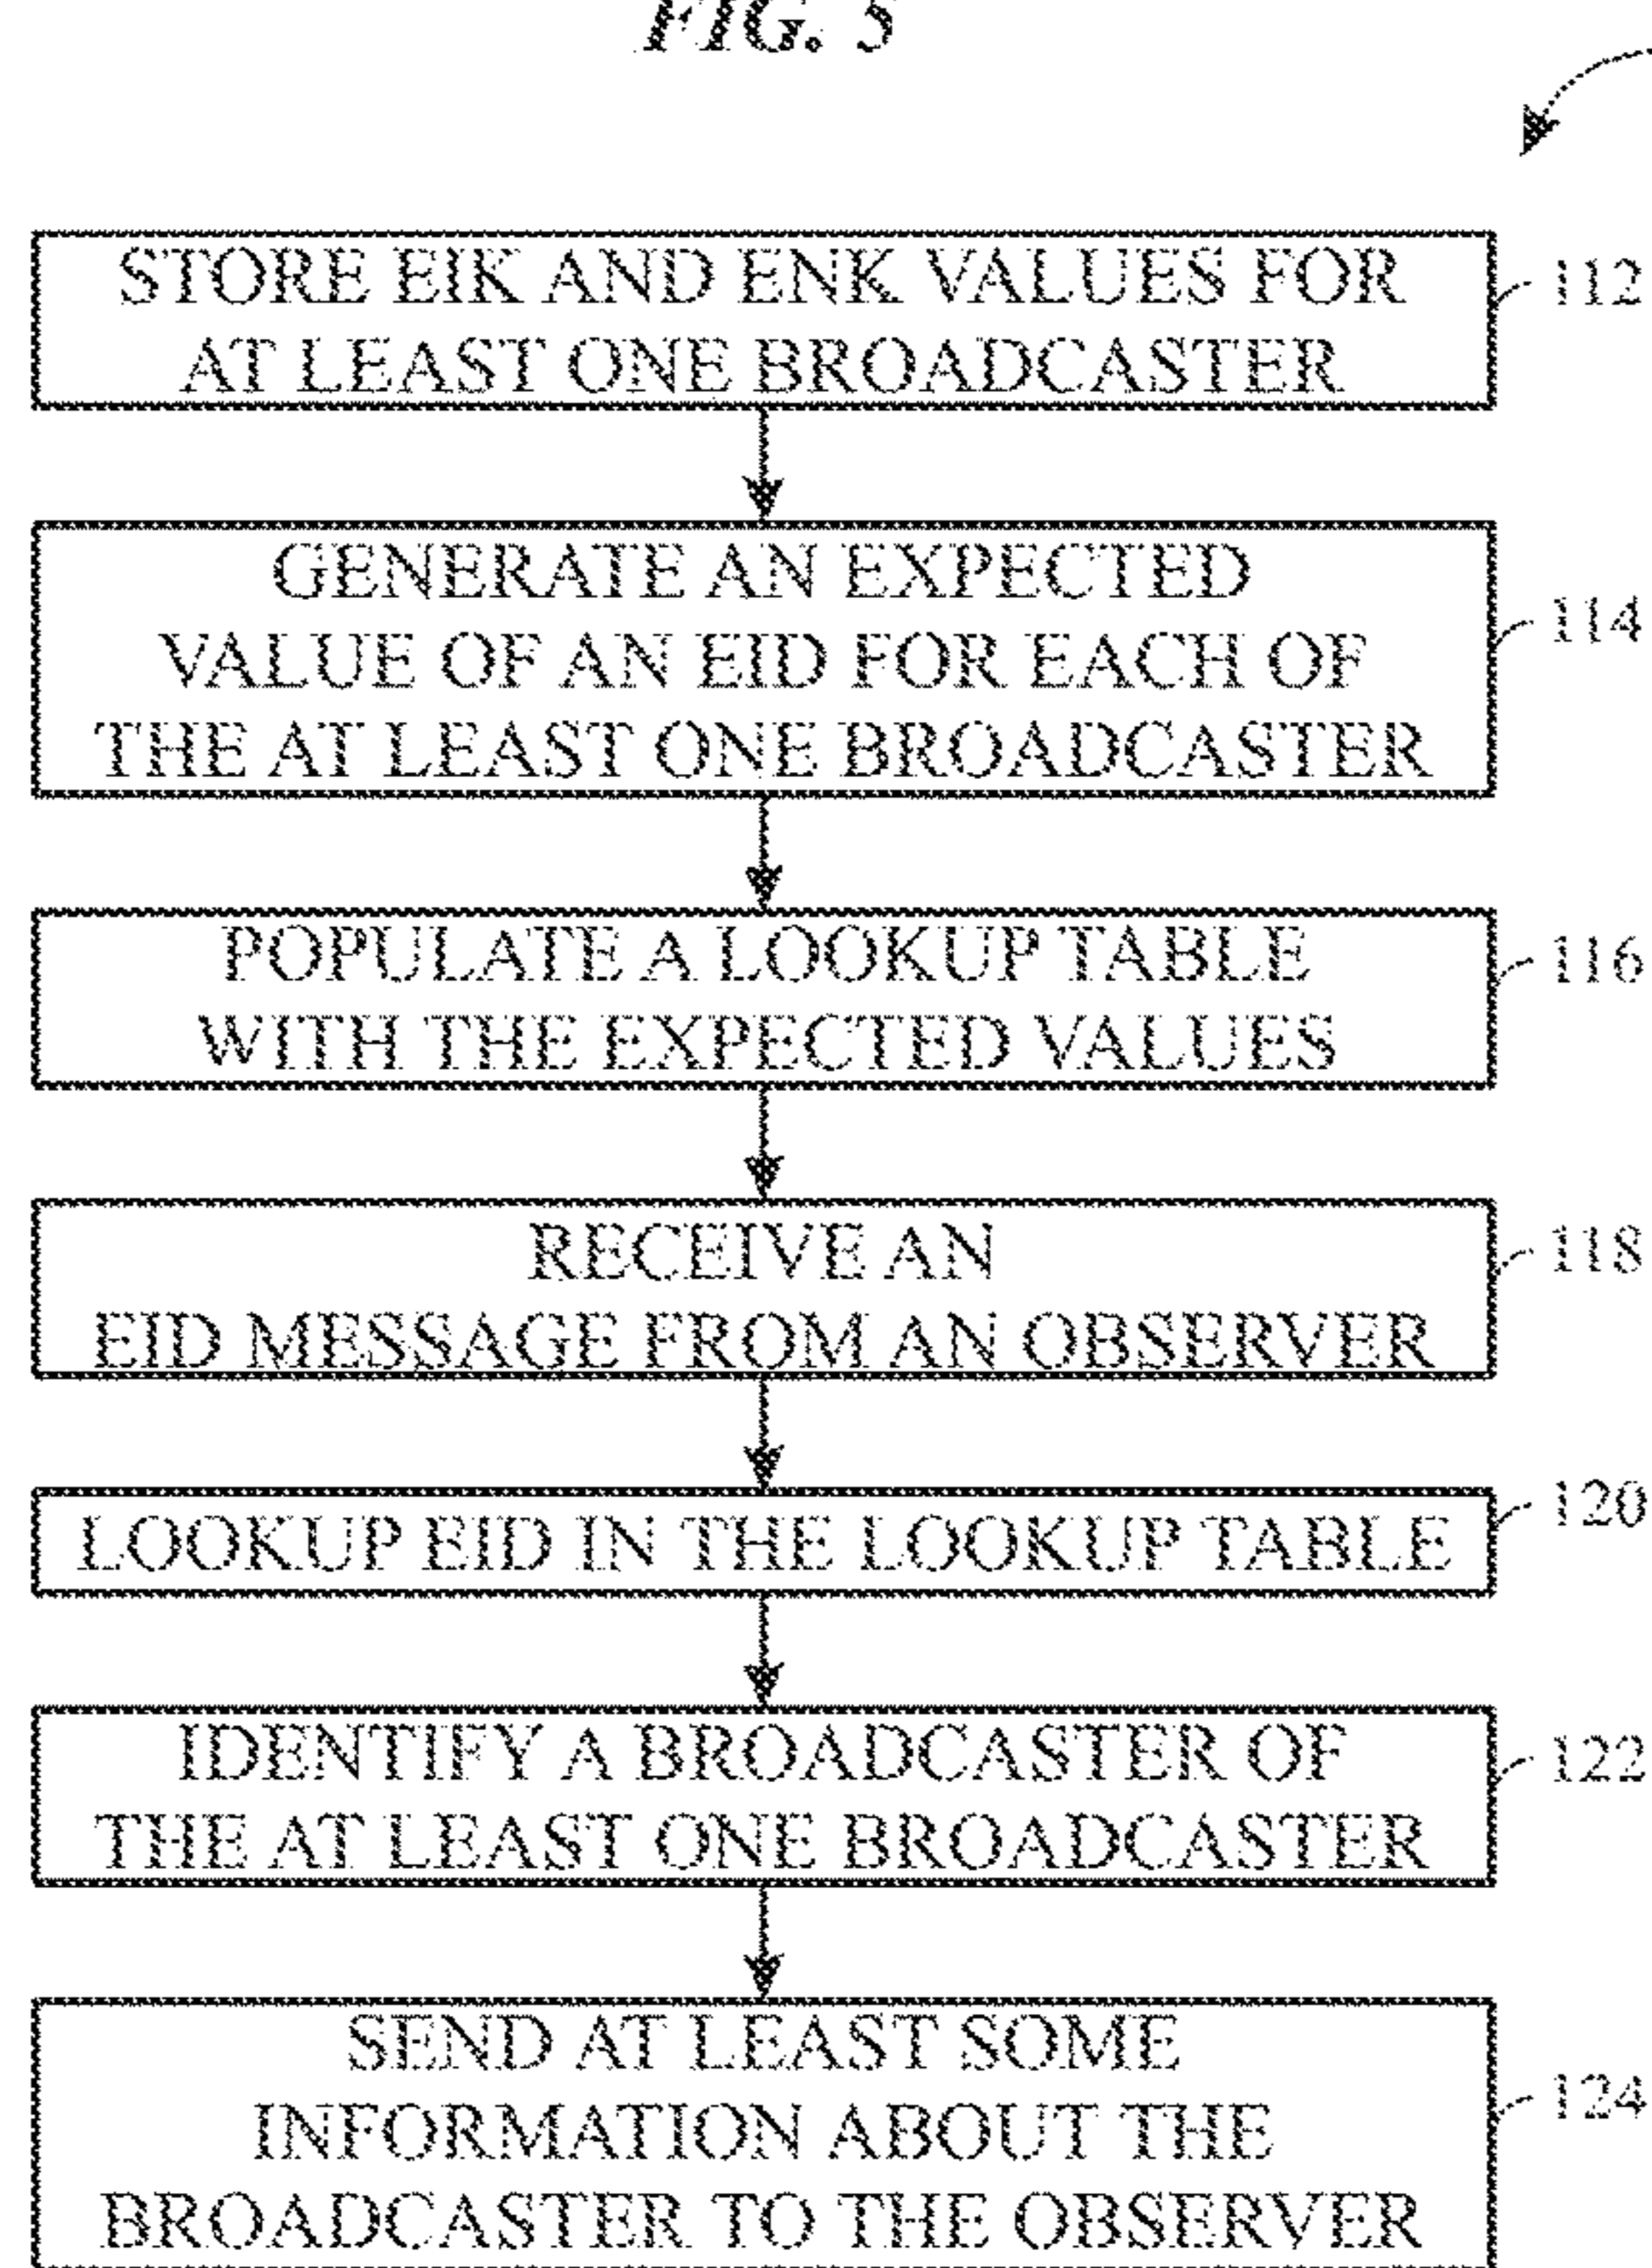 FIG. 5
STORE EIK AND ENK VALUES FOR
AT LEAST ONE BROADCASTER
112
GENERATE AN EXPECTED
VALUE OF AN EID FOR EACH OF
THE AT LEAST ONE BROADCASTER
114
POPULATE A LOOKUP TABLE
WITH THE EXPECTED VALUES
116
RECEIVE AN
EID MESSAGE FROM AN OBSERVER
118
LOOKUP EID IN THE LOOKUP TABLE
120
IDENTIFY A BROADCASTER OF
THE AT LEAST ONE BROADCASTER
122
SEND AT LEAST SOME
INFORMATION ABOUT THE
BROADCASTER TO THE OBSERVER
124